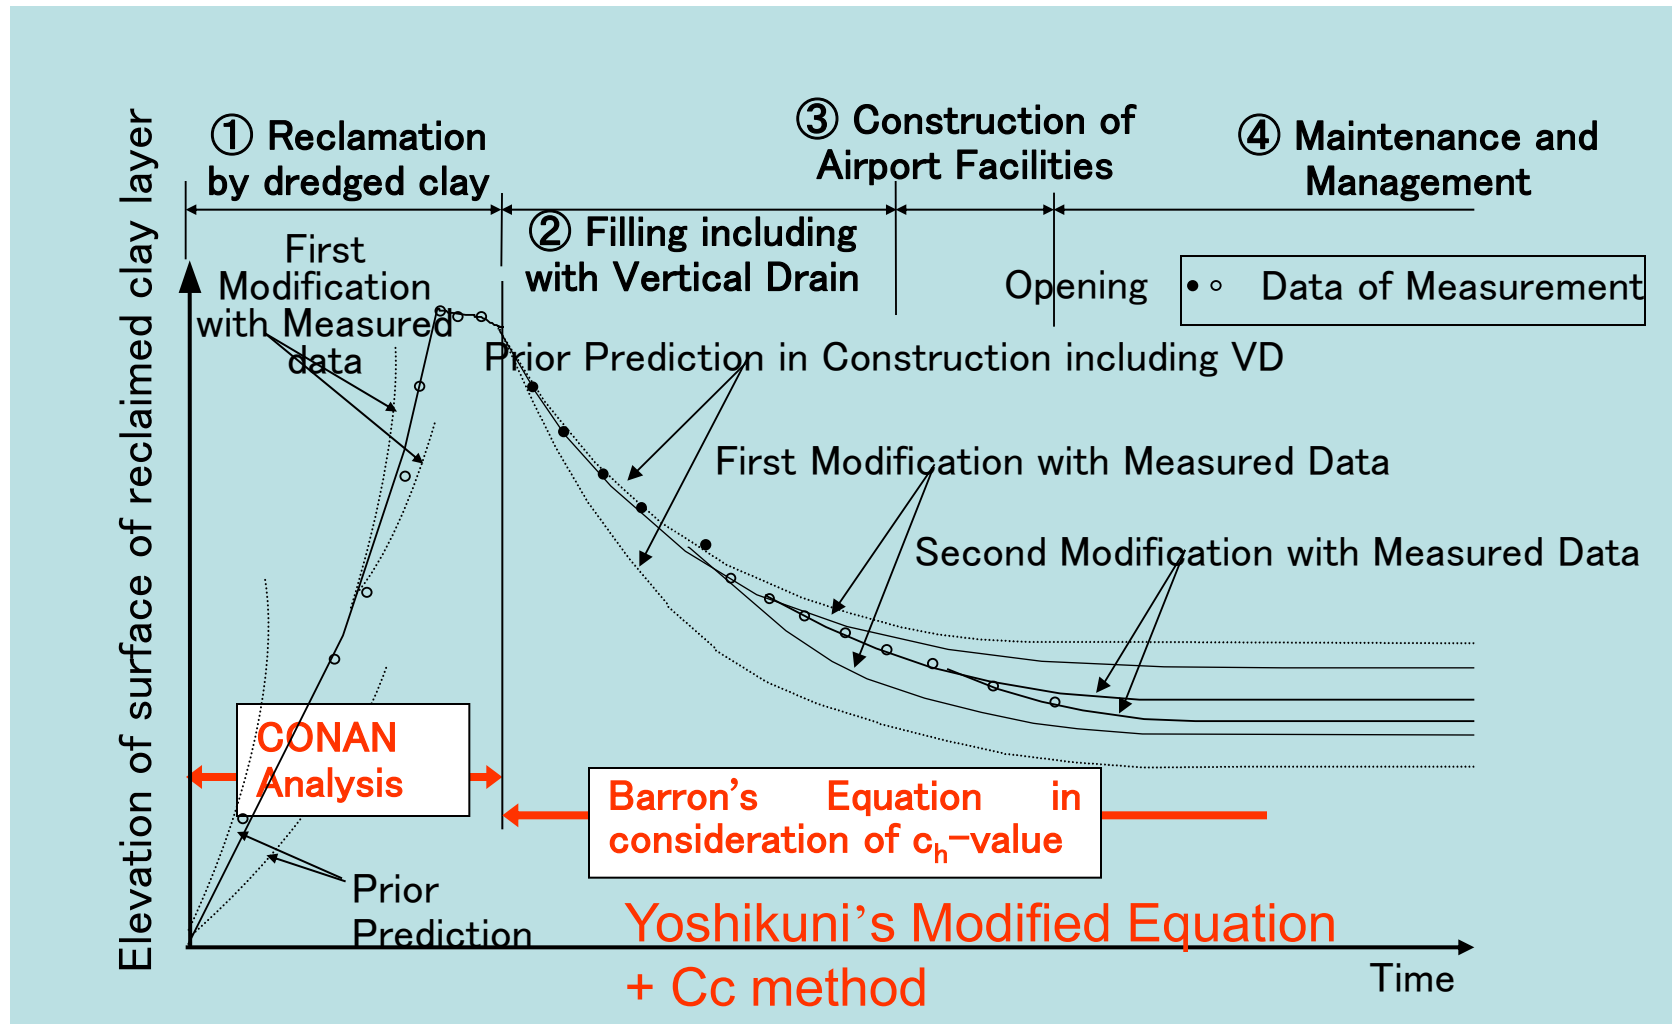 ① Reclamation
by dredged clay
③ Construction of
Airport Facilities
④ Maintenance and
Management
② Filling including
with Vertical Drain
First
Modification
with Measured
data
Opening
Data of Measurement
Prior Prediction in Construction including VD
First Modification with Measured Data
Second Modification with Measured Data
Elevation of surface of reclaimed clay layer
CONAN
Analysis
Barron's Equation in
consideration of ch-value
Prior
Prediction
Yoshikuni's Modified Equation
+ Cc method
Time